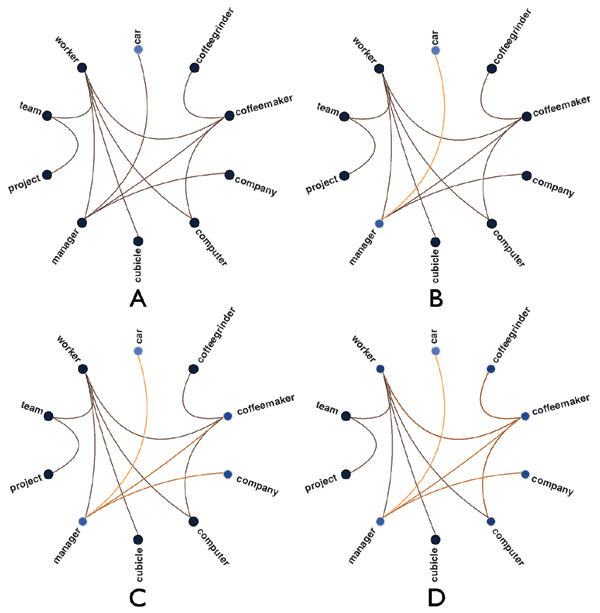 car
coffeegrinder
worker
coffeemaker
team
project
company
manager
computer
cubicle
A
car
coffeegrinder
worker
coffeemaker
team
project
company
manager
computer
cubicle
B
car
coffeegrinder
worker
coffeemaker
team
project
company
manager
computer
cubicle
C
car
coffeegrinder
worker
coffeemaker
team
project
company
manager
computer
cubicle
D